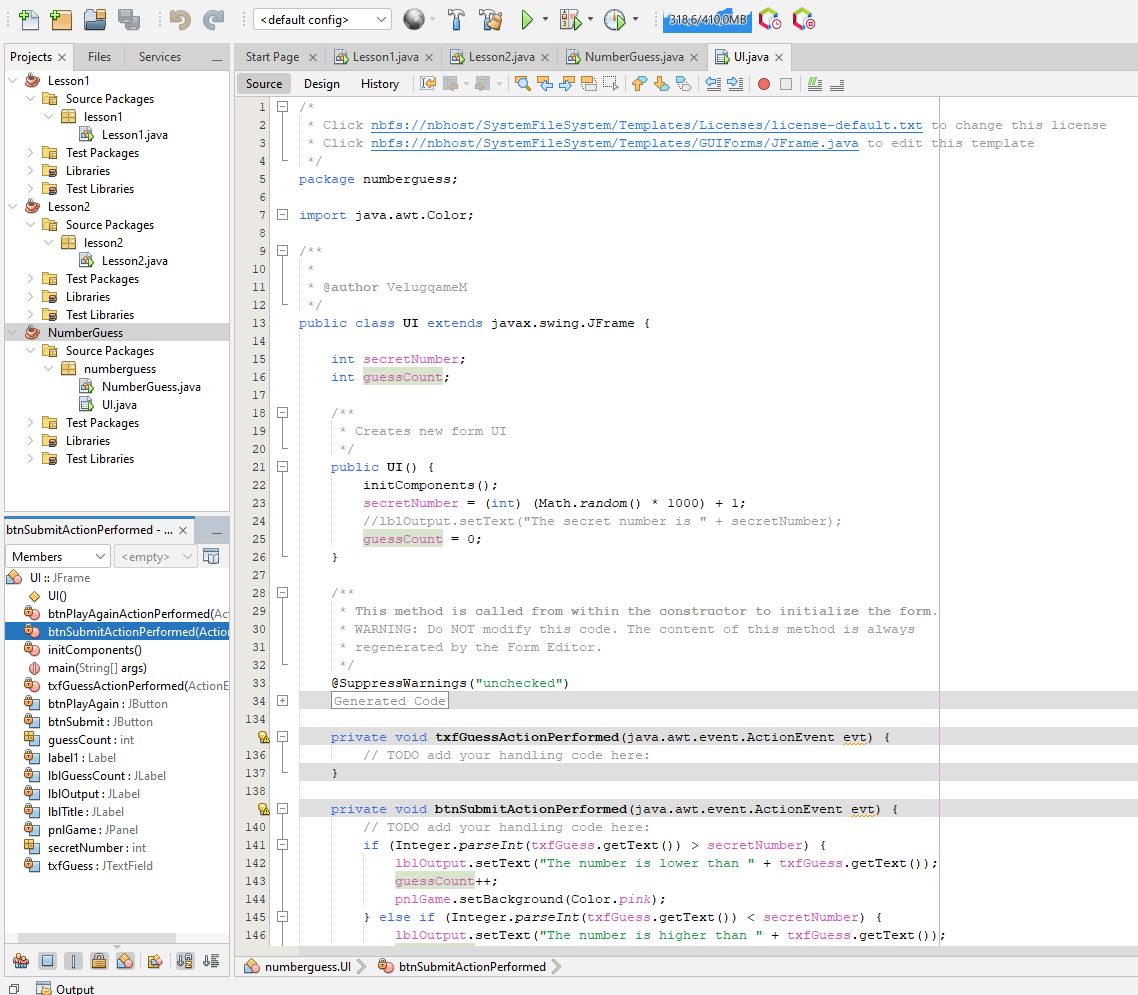 <default config>
318,6/410,0MB
Projects
Files
Services
Lesson1
Source Packages
lesson1
Lesson1.java
Test Packages
Libraries
Test Libraries
Lesson2
Source Packages
lesson2
Lesson2.java
Test Packages
Libraries
Test Libraries
NumberGuess
Source Packages
numberguess
NumberGuess.java
UI.java
Test Packages
Libraries
Test Libraries
btnSubmitActionPerformed - ...
Members
<empty>
UI :: JFrame
UI()
btnPlayAgainActionPerformed(Act
btnSubmitActionPerformed(Action
initComponents()
main(String[] args)
txfGuessActionPerformed(ActionE
btnPlayAgain : JButton
btnSubmit : JButton
guessCount : int
label1 : Label
lblGuessCount : JLabel
lblOutput : JLabel
lblTitle : JLabel
pnlGame : JPanel
secretNumber : int
txfGuess : JTextField
Output
Start Page
Lesson1.java
Lesson2.java
NumberGuess.java
UI.java
Source
Design
History
1 /*
2 * Click nbfs://nbhost/SystemFileSystem/Templates/Licenses/license-default.txt to change this license
3 * Click nbfs://nbhost/SystemFileSystem/Templates/GUIForms/JFrame.java to edit this template
4 */
5 package numberguess;
6
7 import java.awt.Color;
8
9 /**
10 *
11 * @author VelugqameM
12 */
13 public class UI extends javax.swing.JFrame {
14
15 int secretNumber;
16 int guessCount;
17
18 /**
19 * Creates new form UI
20 */
21 public UI() {
22 initComponents();
23 secretNumber = (int) (Math.random() * 1000) + 1;
24 //lblOutput.setText("The secret number is " + secretNumber);
25 guessCount = 0;
26 }
27
28 /**
29 * This method is called from within the constructor to initialize the form.
30 * WARNING: Do NOT modify this code. The content of this method is always
31 * regenerated by the Form Editor.
32 */
33 @SuppressWarnings("unchecked")
34 Generated Code
134
private void txfGuessActionPerformed(java.awt.event.ActionEvent evt) {
136 // TODO add your handling code here:
137 }
138
private void btnSubmitActionPerformed(java.awt.event.ActionEvent evt) {
140 // TODO add your handling code here:
141 if (Integer.parseInt(txfGuess.getText()) > secretNumber) {
142 lblOutput.setText("The number is lower than " + txfGuess.getText());
143 guessCount++;
144 pnlGame.setBackground(Color.pink);
145 } else if (Integer.parseInt(txfGuess.getText()) < secretNumber) {
146 lblOutput.setText("The number is higher than " + txfGuess.getText());
numberguess.UI
btnSubmitActionPerformed